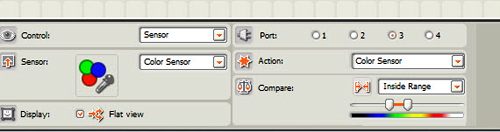 Control: Sensor
Port: 1 2 3 4
Sensor: Color Sensor
Action: Color Sensor
Compare: Inside Range
Display: Flat view